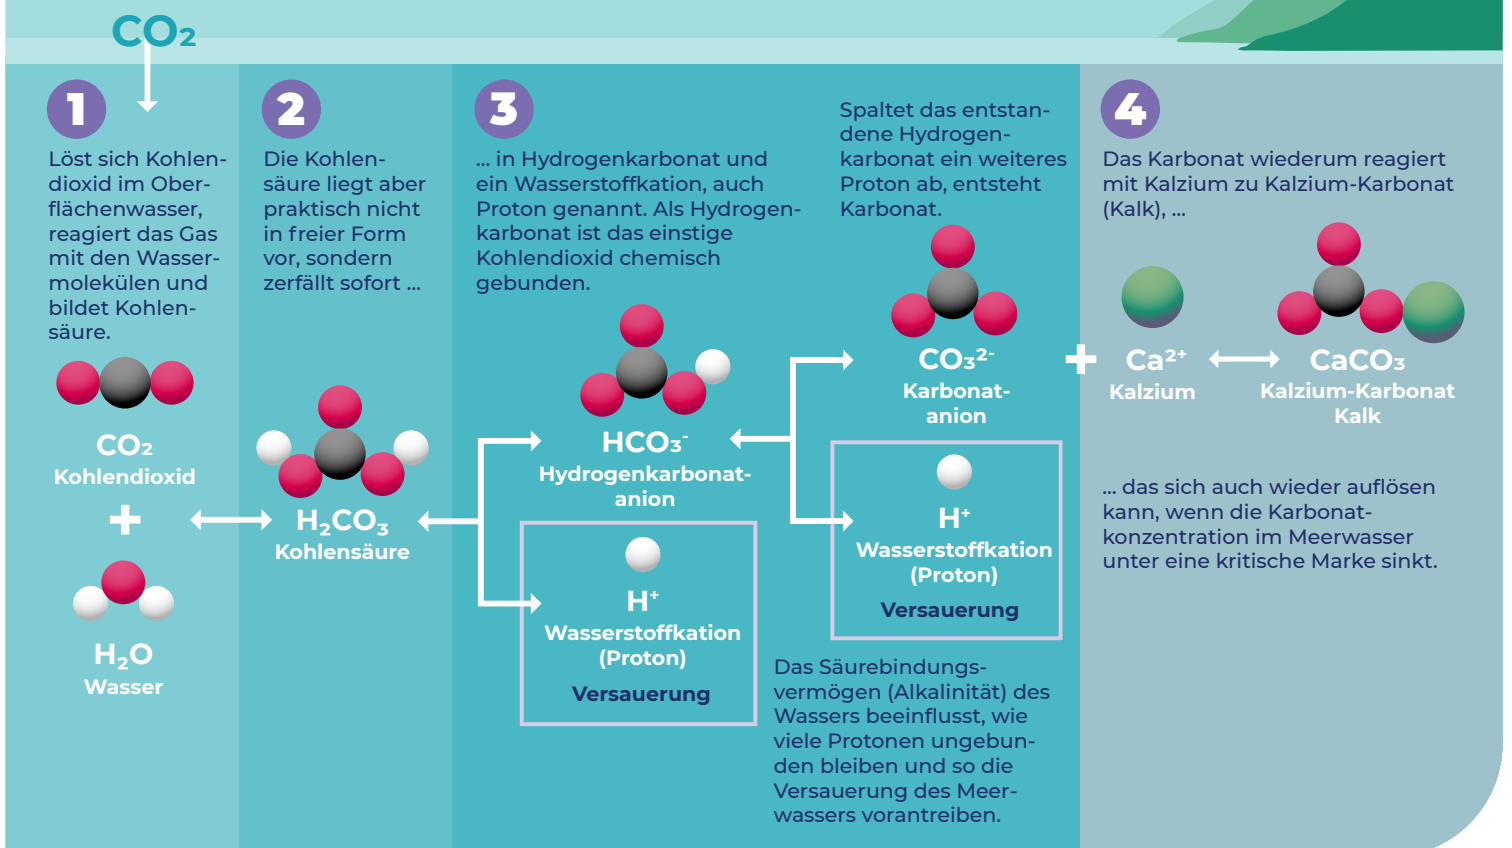 CO₂
1
Löst sich Kohlen-
dioxid im Ober-
flächenwasser,
reagiert das Gas
mit den Wasser-
molekülen und
bildet Kohlen-
säure.
CO₂
Kohlendioxid
+
H₂O
Wasser
2
Die Kohlen-
säure liegt aber
praktisch nicht
in freier Form
vor, sondern
zerfällt sofort ...
H₂CO₃
Kohlensäure
3
... in Hydrogenkarbonat und
ein Wasserstoffkation, auch
Proton genannt. Als Hydrogen-
karbonat ist das einstige
Kohlendioxid chemisch
gebunden.
HCO₃⁻
Hydrogenkarbonat-
anion
H⁺
Wasserstoffkation
(Proton)
Versauerung
Spaltet das entstan-
dene Hydrogen-
karbonat ein weiteres
Proton ab, entsteht
Karbonat.
CO₃²⁻
Karbonat-
anion
H⁺
Wasserstoffkation
(Proton)
Versauerung
Das Säurebindungs-
vermögen (Alkalinität) des
Wassers beeinflusst, wie
viele Protonen ungebun-
den bleiben und so die
Versauerung des Meer-
wassers vorantreiben.
4
Das Karbonat wiederum reagiert
mit Kalzium zu Kalzium-Karbonat
(Kalk), ...
+
Ca²⁺
Kalzium
CaCO₃
Kalzium-Karbonat
Kalk
... das sich auch wieder auflösen
kann, wenn die Karbonat-
konzentration im Meerwasser
unter eine kritische Marke sinkt.